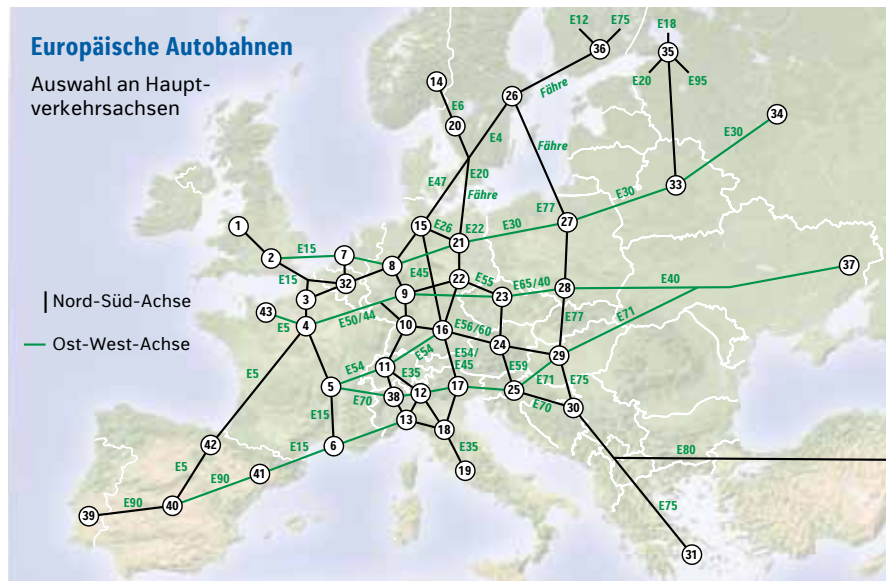 Europäische Autobahnen
Auswahl an Haupt-
verkehrsachsen
Nord-Süd-Achse
Ost-West-Achse
E12
E75
E18
36
35
E20
E95
14
26
Fähre
E6
20
34
E4
Fähre
E30
E20
E47
Fähre
33
E30
1
15
E26
E22
21
E30
E77
27
2
E15
7
8
37
E15
32
E45
22
E55
E65/40
28
E40
3
9
23
43
E5
4
E50/44
10
16
E56/60
E77
E71
24
29
E54
E54
11
E54/
E45
E59
E5
5
E35
E71
E75
E70
38
12
17
25
E70
30
E15
13
18
42
E15
6
E35
E80
E5
E90
41
19
E90
40
39
E75
31